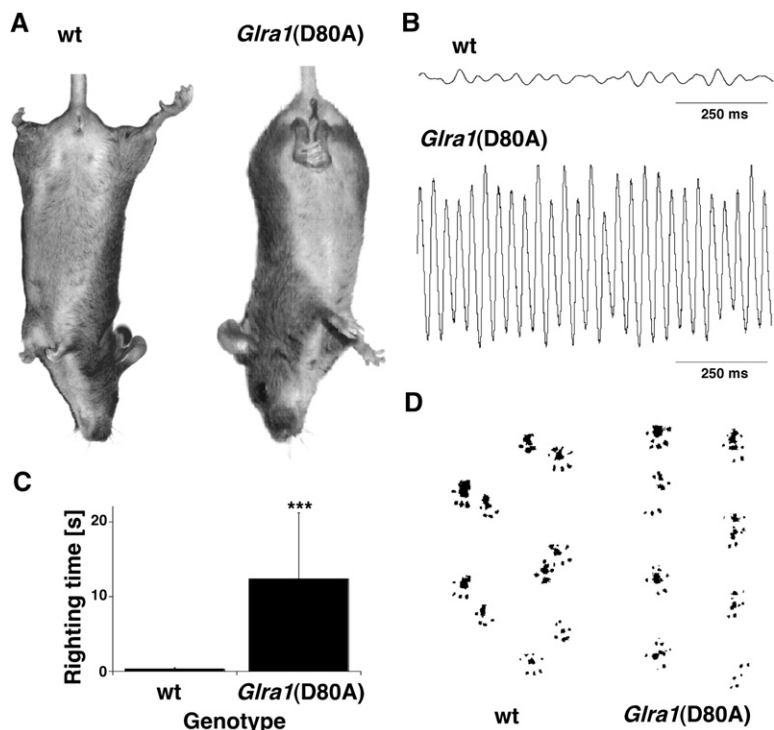 A
wt
Glra1(D80A)
B
wt
250 ms
Glra1(D80A)
250 ms
C
Righting time [s]
20
10
0
***
wt
Glra1(D80A)
Genotype
D
wt
Glra1(D80A)